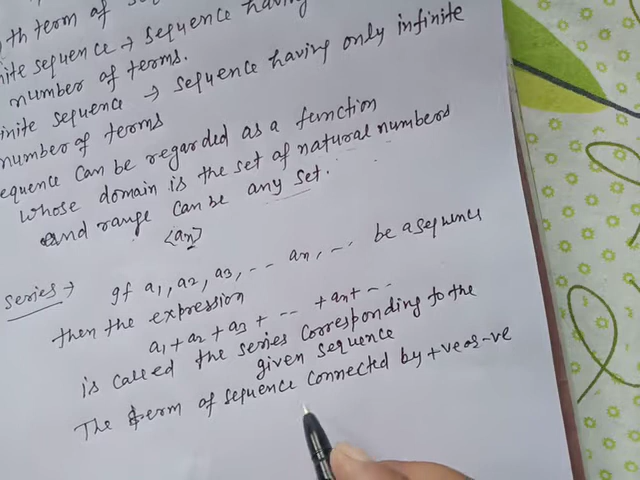 th term of
nite sequence → sequence having
number of terms.
inite sequence → sequence having only infinite
number of terms
equence can be regarded as a function
whose domain is the set of natural numbers
and range can be any set.
<an>
Series → If a1, a2, a3, -- an, -- be a sequence
then the expression
a1 + a2 + a3 + -- + an + --
is called the series corresponding to the
given sequence
The term of sequence connected by +ve or -ve